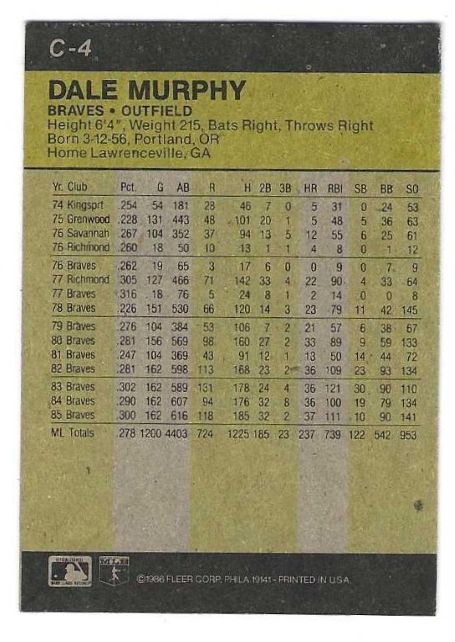 C-4
DALE MURPHY
BRAVES • OUTFIELD
Height 6'4", Weight 215, Bats Right, Throws Right
Born 3-12-56, Portland, OR
Home Lawrenceville, GA
Yr. Club Pct. G AB R H 2B 3B HR RBI SB BB SO
74 Kingsprt .254 54 181 28 46 7 0 5 31 0 24 53
75 Grenwood .228 131 443 48 101 20 1 5 48 5 36 63
76 Savannah .267 104 352 37 94 13 5 12 55 6 25 61
76 Richmond .260 18 50 10 13 1 1 4 8 0 1 12
76 Braves .262 19 65 3 17 6 0 0 9 0 7 9
77 Richmond .305 127 466 71 142 33 4 22 90 4 33 64
77 Braves .316 18 76 5 24 8 1 2 14 0 0 8
78 Braves .226 151 530 66 120 14 3 23 79 11 42 145
79 Braves .276 104 384 53 106 7 2 21 57 6 38 67
80 Braves .281 156 569 98 160 27 2 33 89 9 59 133
81 Braves .247 104 369 43 91 12 1 13 50 14 44 72
82 Braves .281 162 598 113 168 23 2 36 109 23 93 134
83 Braves .302 162 589 131 178 24 4 36 121 30 90 110
84 Braves .290 162 607 94 176 32 8 36 100 19 79 134
85 Braves .300 162 616 118 185 32 2 37 111 10 90 141
ML Totals .278 1200 4403 724 1225 185 23 237 739 122 542 953
©1986 FLEER CORP. PHILA 19141 - PRINTED IN U.S.A.